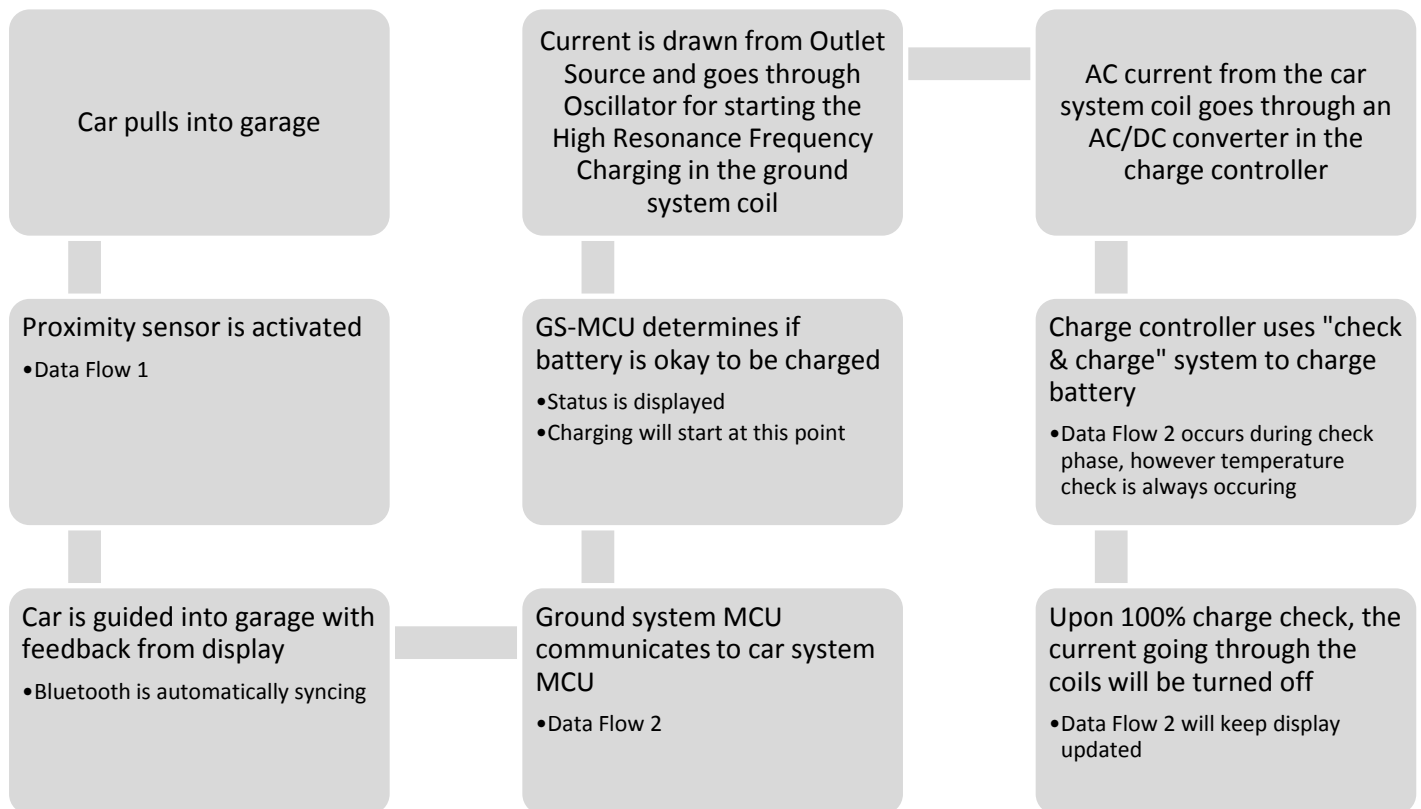 Car pulls into garage
Proximity sensor is activated
•Data Flow 1
Car is guided into garage with
feedback from display
•Bluetooth is automatically syncing
Ground system MCU
communicates to car system
MCU
•Data Flow 2
GS-MCU determines if
battery is okay to be charged
•Status is displayed
•Charging will start at this point
Current is drawn from Outlet
Source and goes through
Oscillator for starting the
High Resonance Frequency
Charging in the ground
system coil
AC current from the car
system coil goes through an
AC/DC converter in the
charge controller
Charge controller uses "check
& charge" system to charge
battery
•Data Flow 2 occurs during check
phase, however temperature
check is always occuring
Upon 100% charge check, the
current going through the
coils will be turned off
•Data Flow 2 will keep display
updated